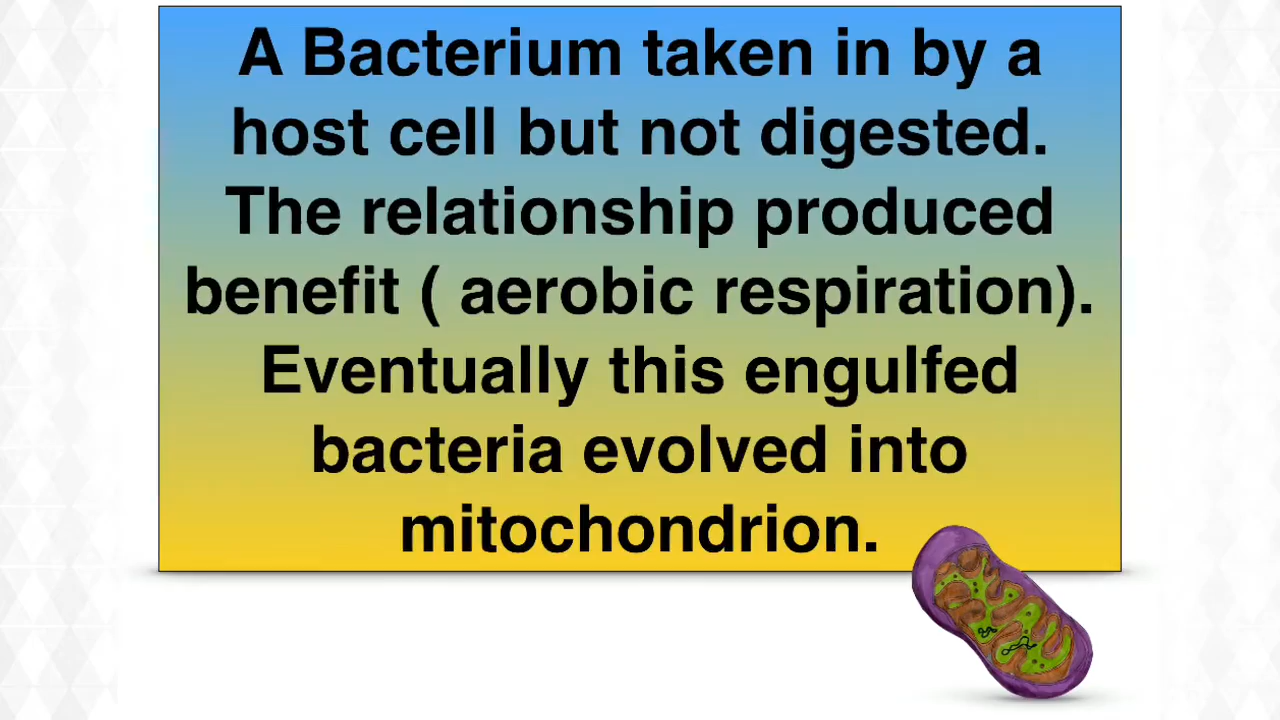 A Bacterium taken in by a
host cell but not digested.
The relationship produced
benefit ( aerobic respiration).
Eventually this engulfed
bacteria evolved into
mitochondrion.